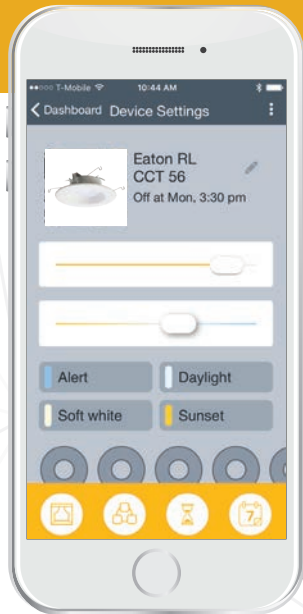 T-Mobile 10:44 AM
Dashboard Device Settings
Eaton RL
CCT 56
Off at Mon, 3:30 pm
Alert Daylight
Soft white Sunset
7